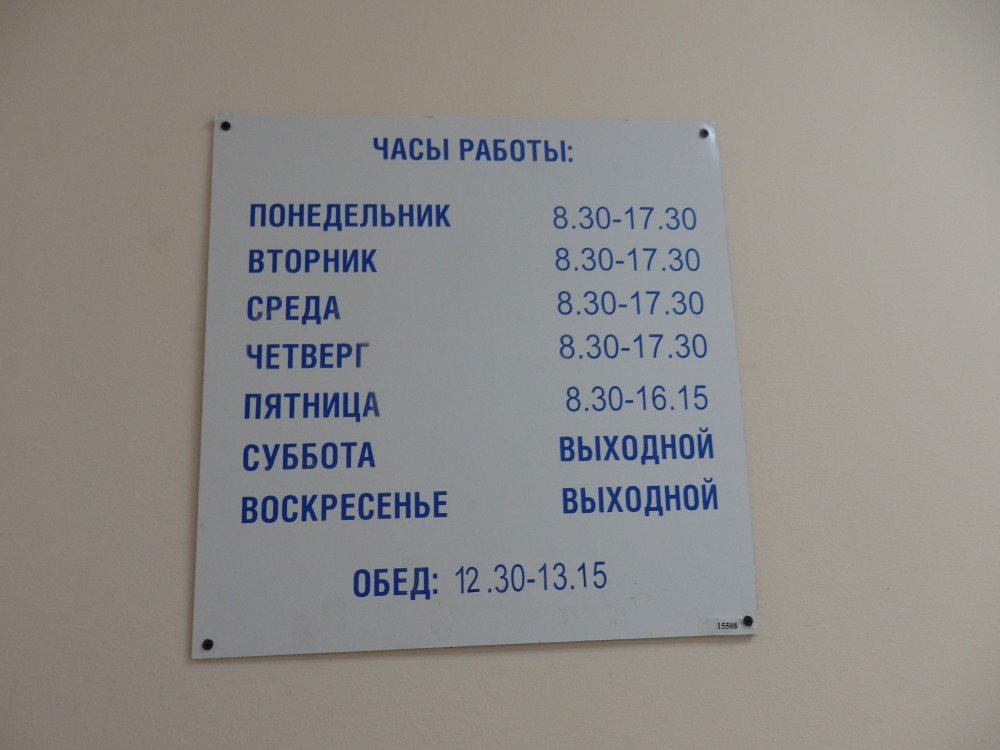 ЧАСЫ РАБОТЫ:
ПОНЕДЕЛЬНИК 8.30-17.30
ВТОРНИК 8.30-17.30
СРЕДА 8.30-17.30
ЧЕТВЕРГ 8.30-17.30
ПЯТНИЦА 8.30-16.15
СУББОТА ВЫХОДНОЙ
ВОСКРЕСЕНЬЕ ВЫХОДНОЙ
ОБЕД: 12.30-13.15
15508